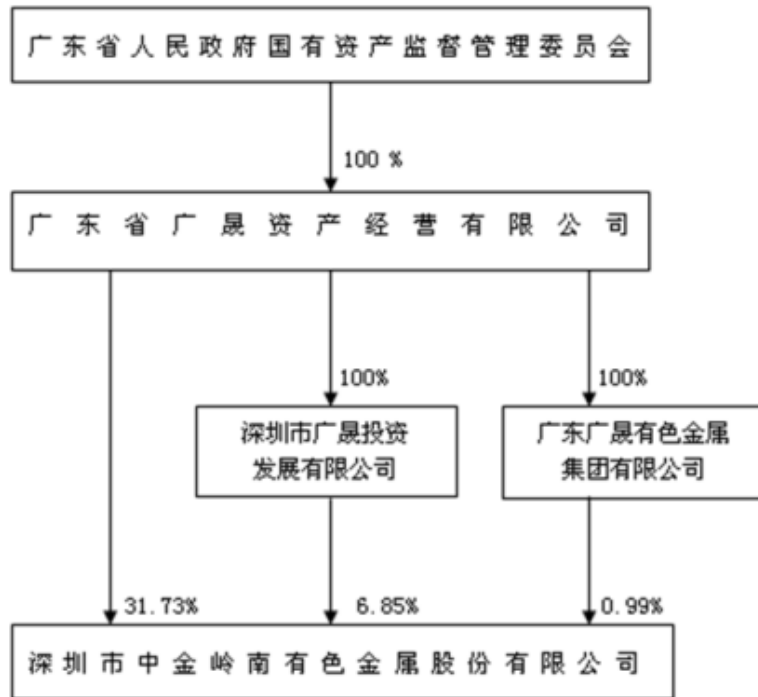 广东省人民政府国有资产监督管理委员会
100 %
广东省广晟资产经营有限公司
100%
100%
深圳市广晟投资
发展有限公司
广东广晟有色金属
集团有限公司
31.73%
6.85%
0.99%
深圳市中金岭南有色金属股份有限公司